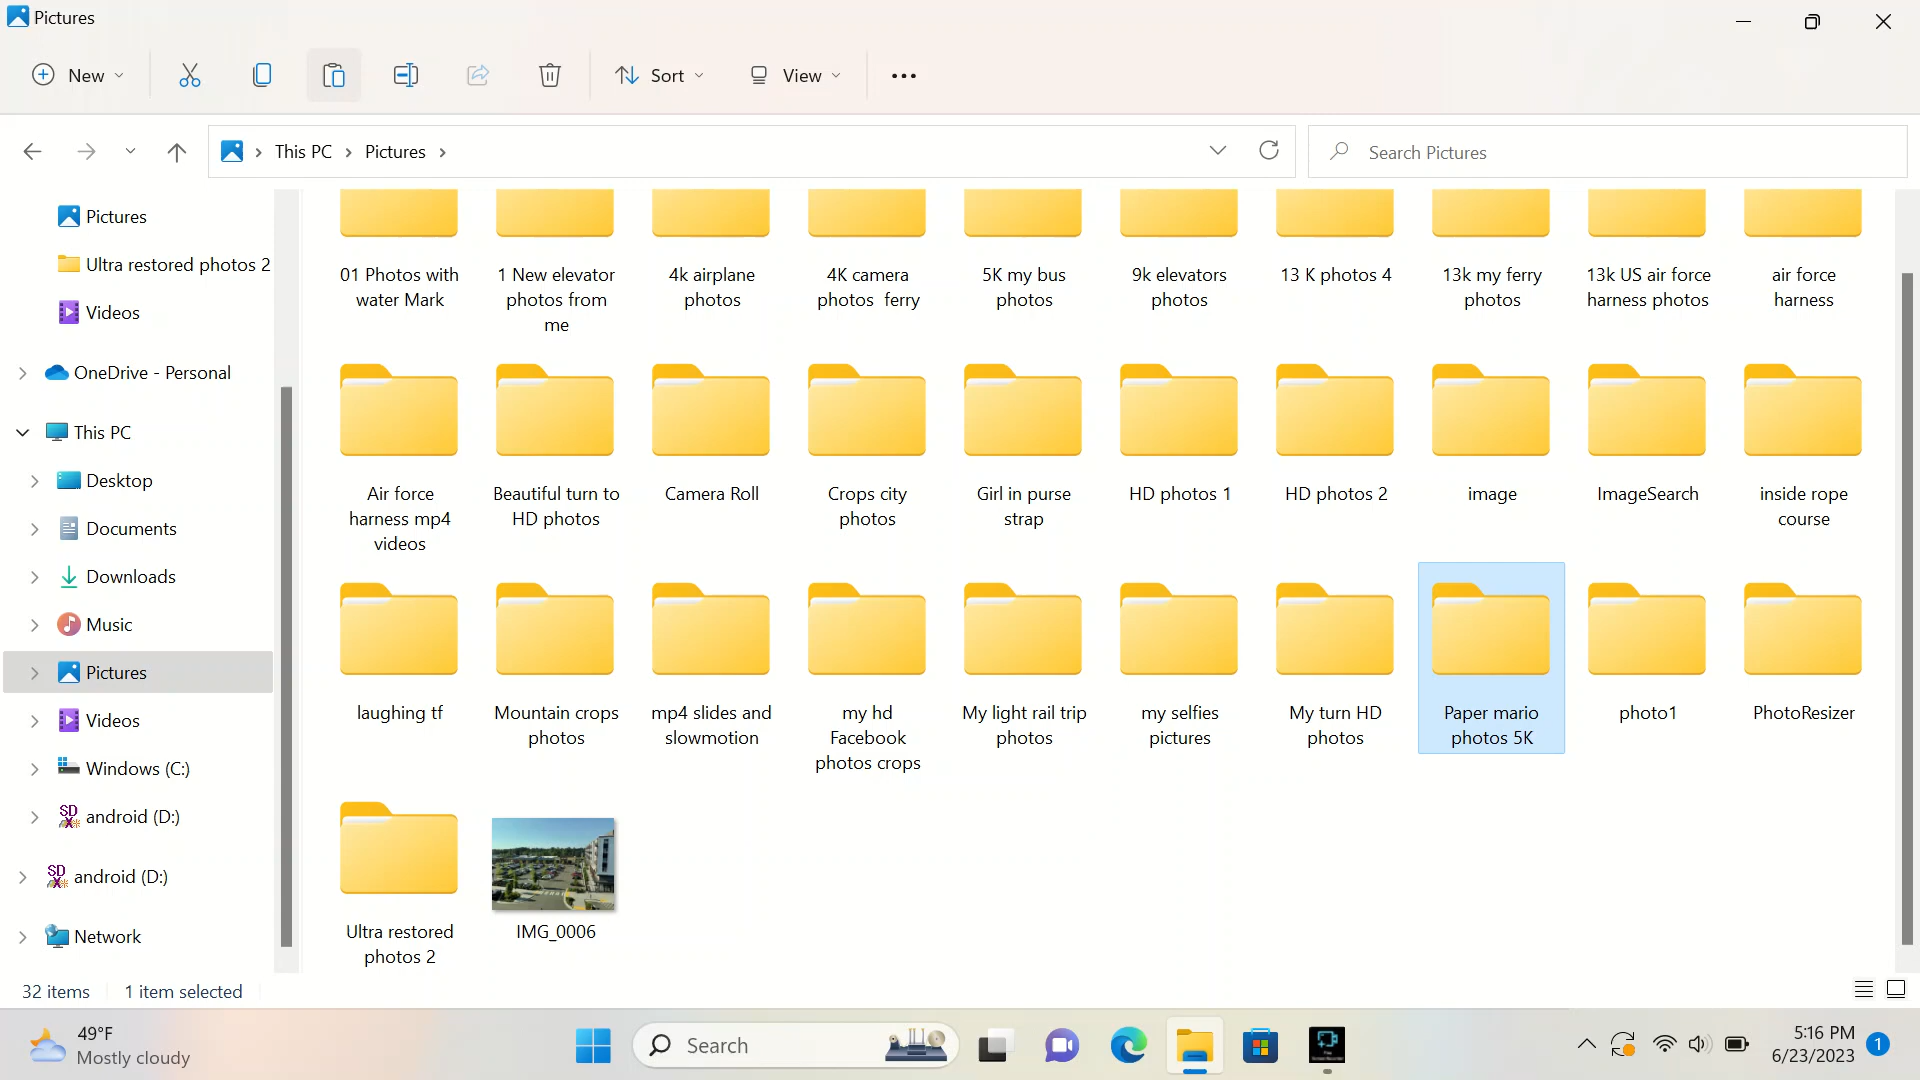 Pictures
New
Sort
View
This PC
Pictures
Search Pictures
Pictures
Ultra restored photos 2
Videos
OneDrive - Personal
This PC
Desktop
Documents
Downloads
Music
Pictures
Videos
Windows (C:)
android (D:)
android (D:)
Network
01 Photos with
water Mark
1 New elevator
photos from
me
4k airplane
photos
4K camera
photos ferry
5K my bus
photos
9k elevators
photos
13 K photos 4
13k my ferry
photos
13k US air force
harness photos
air force
harness
Air force
harness mp4
videos
Beautiful turn to
HD photos
Camera Roll
Crops city
photos
Girl in purse
strap
HD photos 1
HD photos 2
image
ImageSearch
inside rope
course
laughing tf
Mountain crops
photos
mp4 slides and
slowmotion
my hd
Facebook
photos crops
My light rail trip
photos
my selfies
pictures
My turn HD
photos
Paper mario
photos 5K
photo1
PhotoResizer
Ultra restored
photos 2
IMG_0006
32 items
1 item selected
49°F
Mostly cloudy
Search
5:16 PM
6/23/2023
1